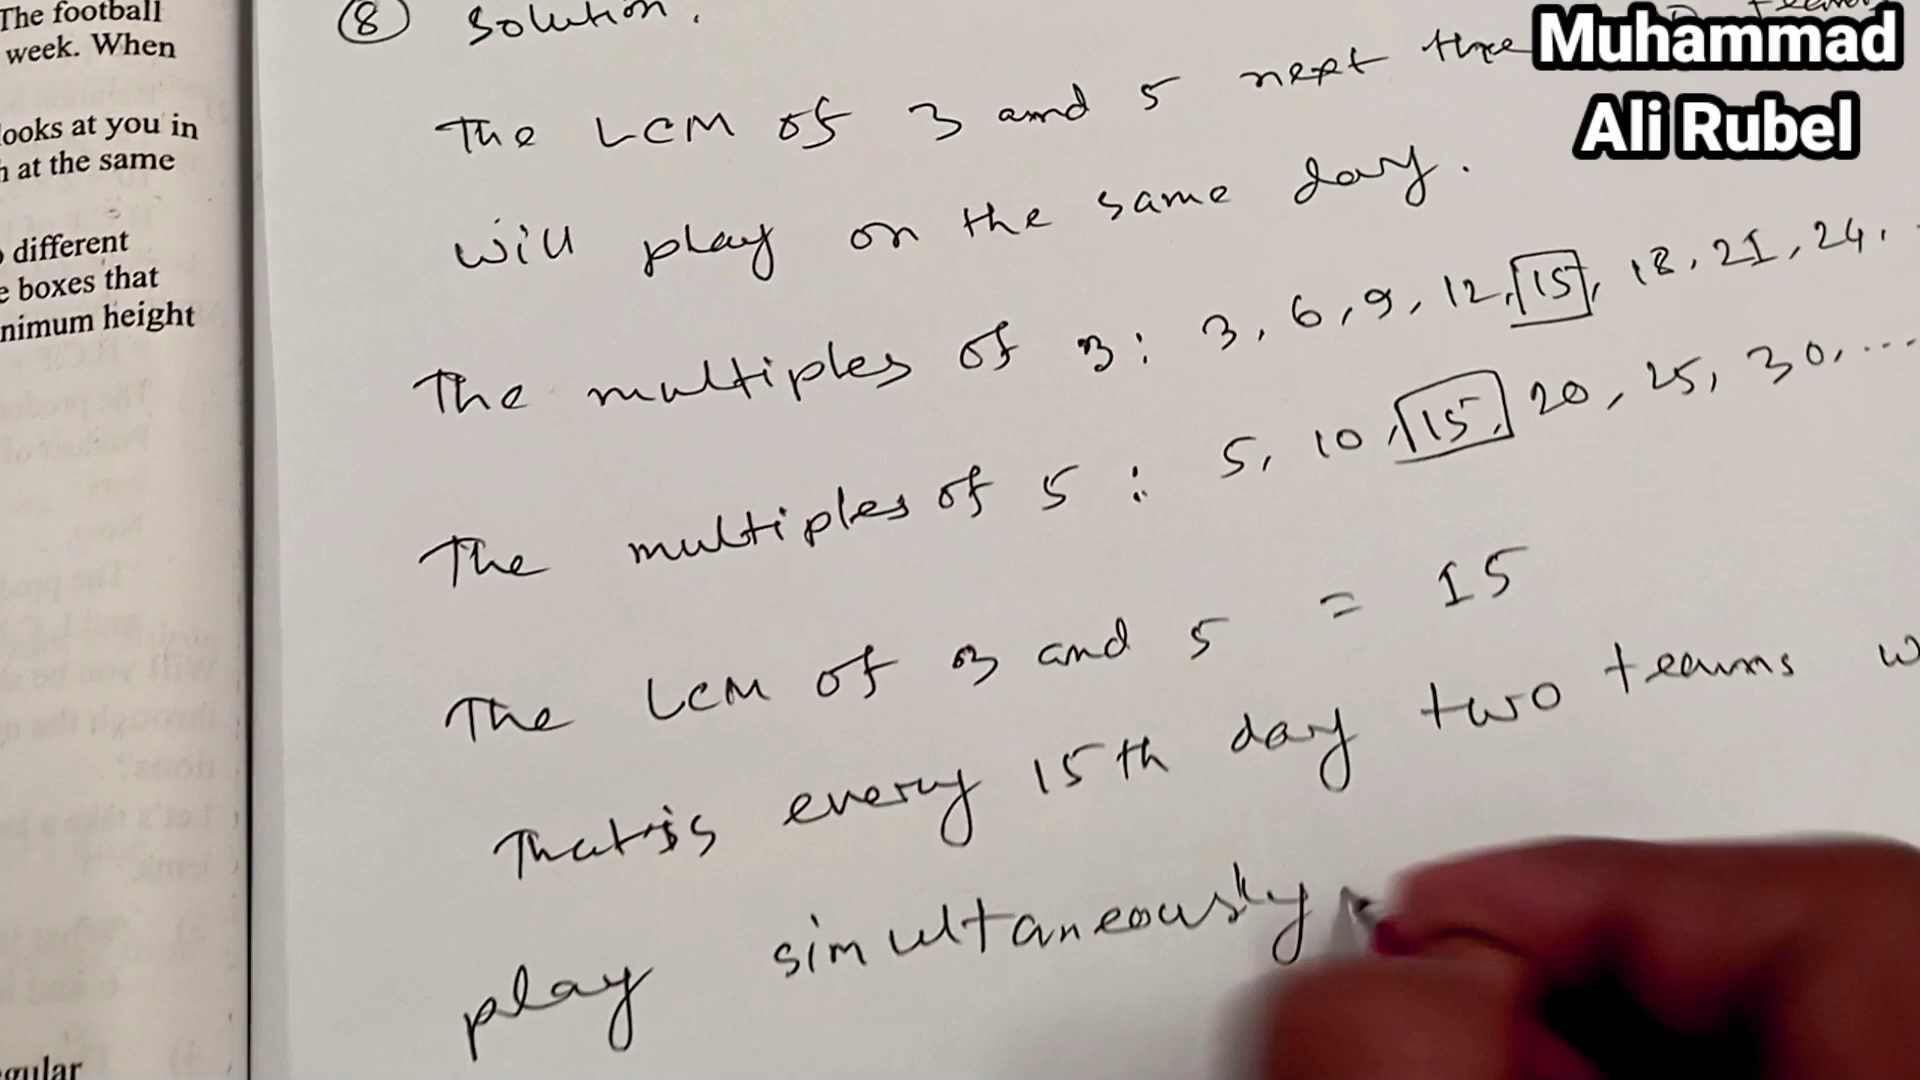 The football
week. When
looks at you in
at the same
different
boxes that
nimum height
gular
8 Solution.
The LCM of 3 and 5 next the
will play on the same day.
The multiples of 3: 3, 6, 9, 12, 15, 18, 21, 24, .
The multiples of 5 : 5, 10, 15, 20, 25, 30, ....
The LCM of 3 and 5 = 15
That is every 15th day two teams w
play simultaneously
Muhammad
Ali Rubel